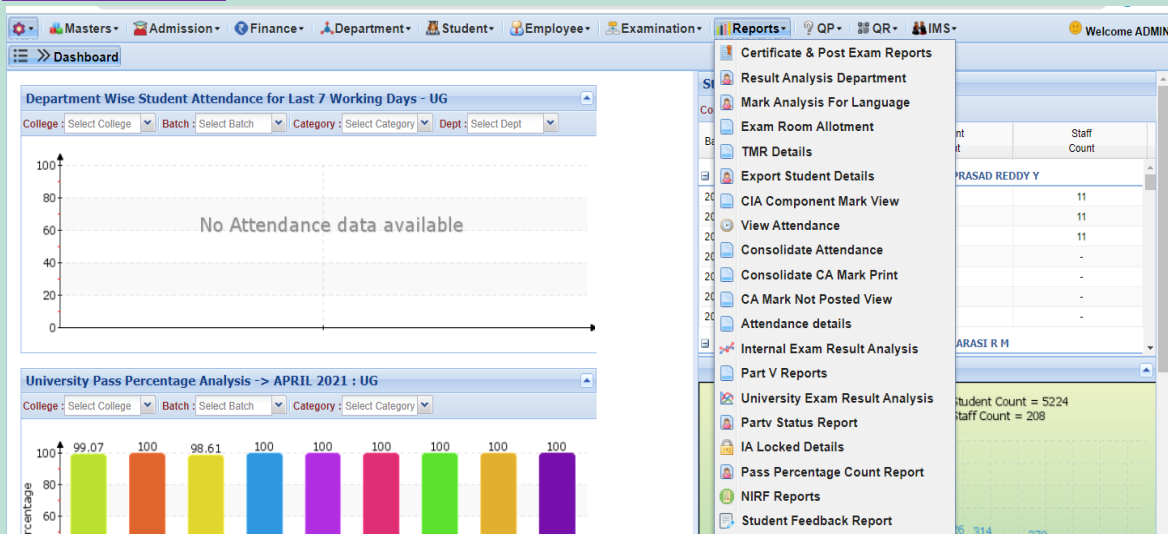 Masters Admission Finance Department Student Employee Examination Reports QP QR IMS Welcome ADMIN
Dashboard
Department Wise Student Attendance for Last 7 Working Days - UG
College : Select College Batch : Select Batch Category : Select Category Dept : Select Dept
100
80
60
40
20
0
No Attendance data available
University Pass Percentage Analysis -> APRIL 2021 : UG
College : Select College Batch : Select Batch Category : Select Category
99.07 100 98.61 100 100 100 100 100 100
100
80
60
Certificate & Post Exam Reports
Result Analysis Department
Mark Analysis For Language
Exam Room Allotment
TMR Details
Export Student Details
CIA Component Mark View
View Attendance
Consolidate Attendance
Consolidate CA Mark Print
CA Mark Not Posted View
Attendance details
Internal Exam Result Analysis
Part V Reports
University Exam Result Analysis
Partv Status Report
IA Locked Details
Pass Percentage Count Report
NIRF Reports
Student Feedback Report
Staff
Count
PRASAD REDDY Y
11
11
11
-
-
-
-
ARASI R M
Student Count = 5224
Staff Count = 208
314